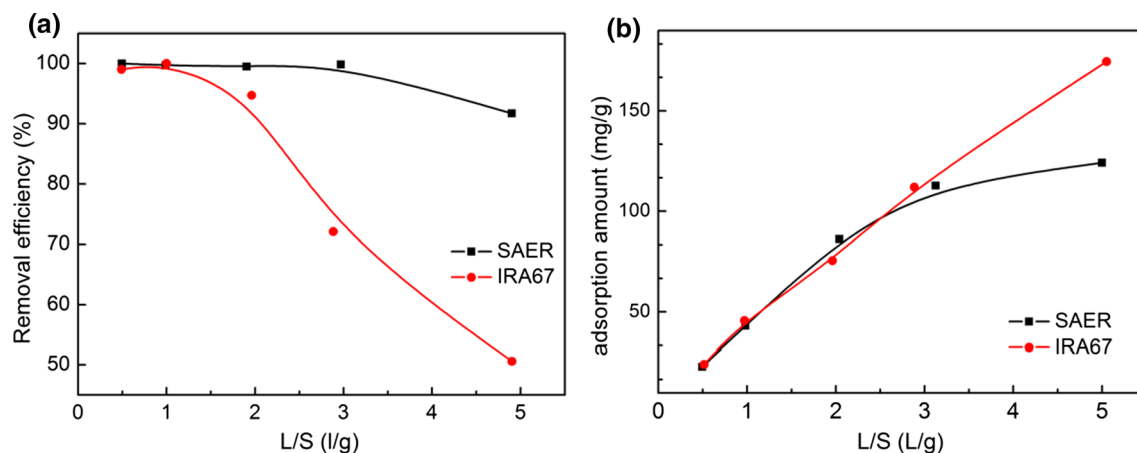 (a)
Removal efficiency (%)
100
90
80
70
60
50
0 1 2 3 4 5
L/S (l/g)
SAER
IRA67
(b)
adsorption amount (mg/g)
150
100
50
0 1 2 3 4 5
L/S (L/g)
SAER
IRA67